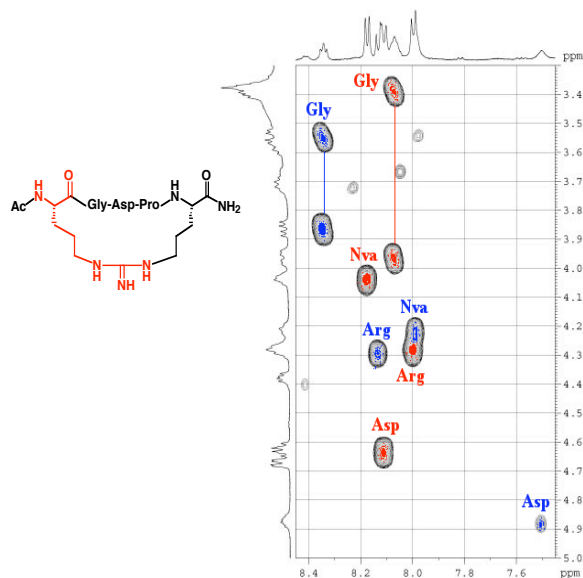 ppm
3.4
Gly
3.5
Gly
3.6
3.7
3.8
3.9
4.0
Nva
4.1
Nva
4.2
Arg
4.3
Arg
4.4
4.5
Asp
4.6
4.7
4.8
Asp
4.9
5.0
8.4 8.2 8.0 7.8 7.6 ppm
H
N
O
Ac
Gly-Asp-Pro
H
N
O
NH2
N
H
N
H
NH